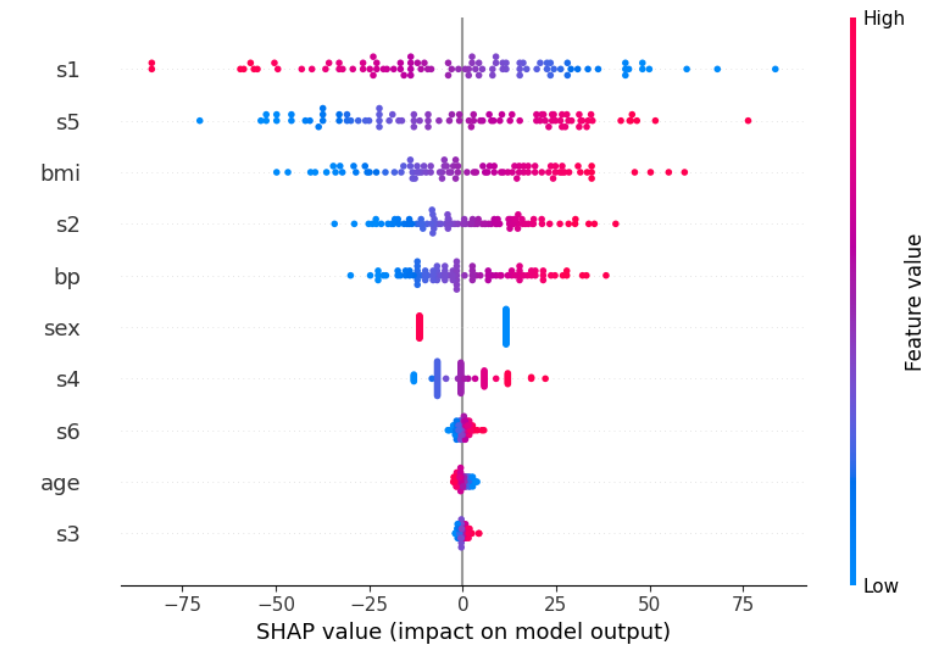 High
s1
s5
bmi
s2
bp
sex
s4
s6
age
s3
Feature value
Low
−75 −50 −25 0 25 50 75
SHAP value (impact on model output)